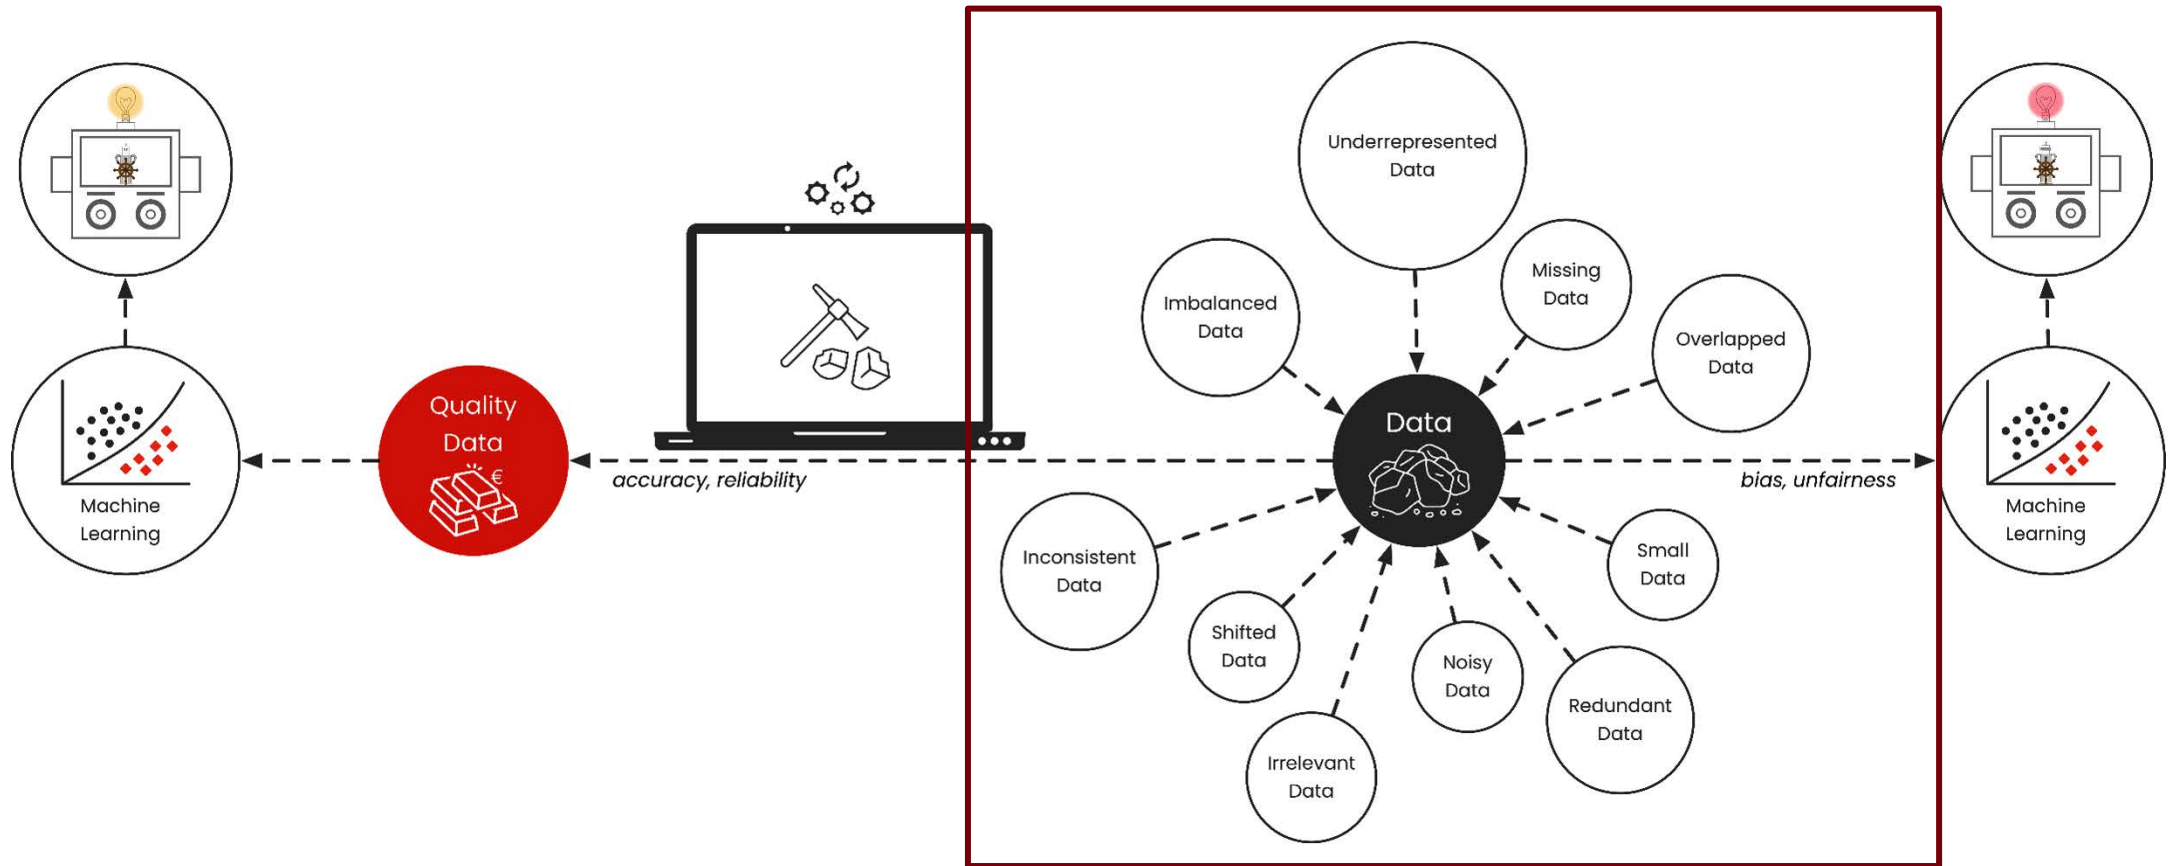 Underrepresented
Data
Missing
Data
Imbalanced
Data
Overlapped
Data
Quality
Data
€
Data
accuracy, reliability
bias, unfairness
Machine
Learning
Machine
Learning
Inconsistent
Data
Small
Data
Shifted
Data
Noisy
Data
Redundant
Data
Irrelevant
Data